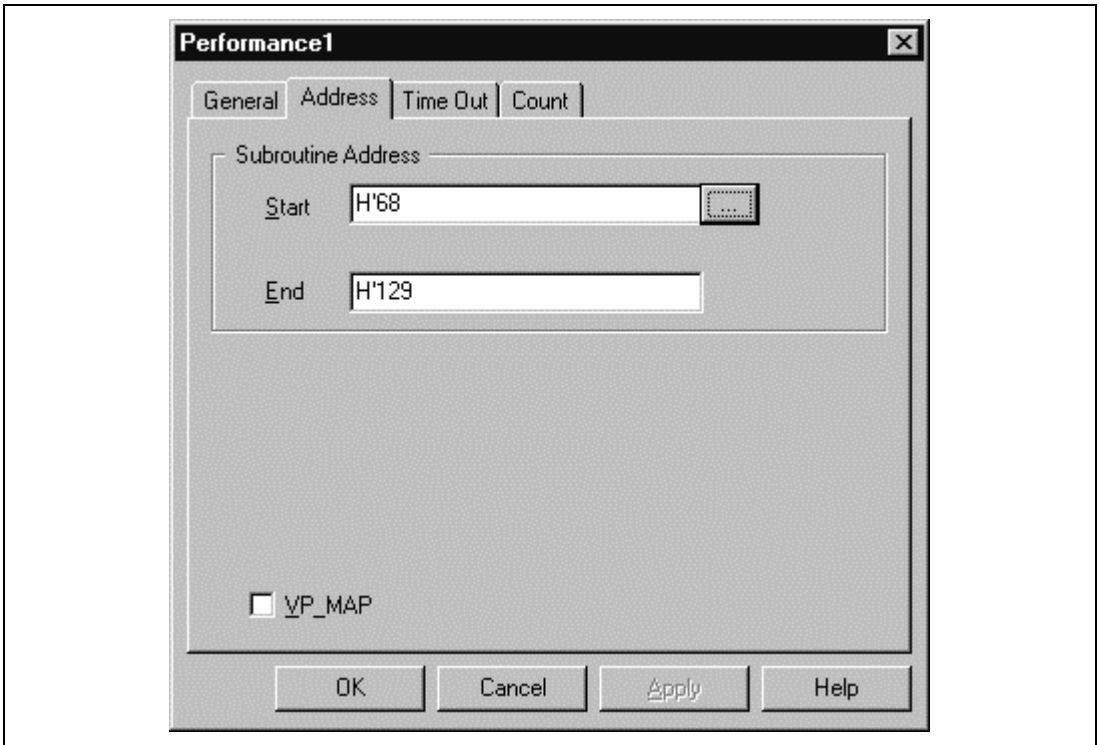 Performance1
General Address Time Out Count
Subroutine Address
Start H'68 ...
End H'129
VP_MAP
OK Cancel Apply Help